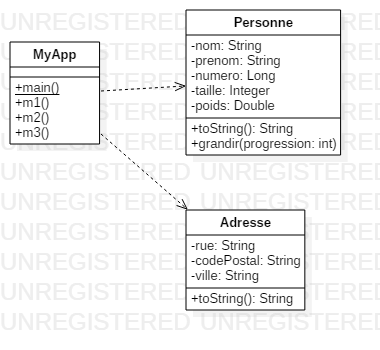 MyApp
+main()
+m1()
+m2()
+m3()
Personne
-nom: String
-prenom: String
-numero: Long
-taille: Integer
-poids: Double
+toString(): String
+grandir(progression: int)
Adresse
-rue: String
-codePostal: String
-ville: String
+toString(): String
UNREGISTERED UNREGISTERED
UNREGISTERED UNREGISTERED
UNREGISTERED UNREGISTERED
UNREGISTERED UNREGISTERED
UNREGISTERED UNREGISTERED
UNREGISTERED UNREGISTERED
UNREGISTERED UNREGISTERED
UNREGISTERED UNREGISTERED
UNREGISTERED UNREGISTERED
UNREGISTERED UNREGISTERED
UNREGISTERED UNREGISTERED